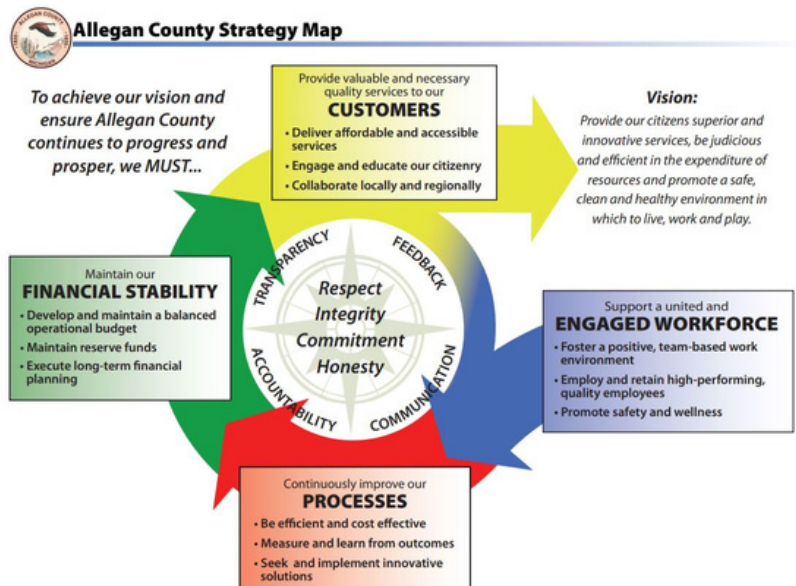 Allegan County Strategy Map
ALLEGAN COUNTY
MICHIGAN
To achieve our vision and
ensure Allegan County
continues to progress and
prosper, we MUST...
Provide valuable and necessary
quality services to our
CUSTOMERS
• Deliver affordable and accessible
services
• Engage and educate our citizenry
• Collaborate locally and regionally
Vision:
Provide our citizens superior and
innovative services, be judicious
and efficient in the expenditure of
resources and promote a safe,
clean and healthy environment in
which to live, work and play.
Maintain our
FINANCIAL STABILITY
• Develop and maintain a balanced
operational budget
• Maintain reserve funds
• Execute long-term financial
planning
TRANSPARENCY
FEEDBACK
Respect
Integrity
Commitment
Honesty
ACCOUNTABILITY
COMMUNICATION
Support a united and
ENGAGED WORKFORCE
• Foster a positive, team-based work
environment
• Employ and retain high-performing,
quality employees
• Promote safety and wellness
Continuously improve our
PROCESSES
• Be efficient and cost effective
• Measure and learn from outcomes
• Seek and implement innovative
solutions